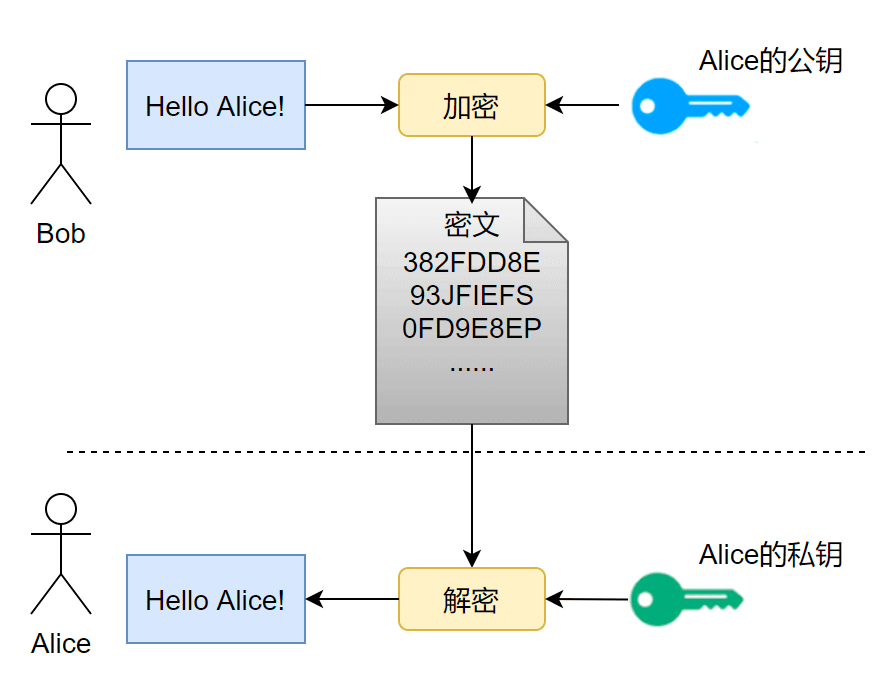 Alice的公钥
Hello Alice!
加密
Bob
密文
382FDD8E
93JFIEFS
0FD9E8EP
......
Alice的私钥
Hello Alice!
解密
Alice